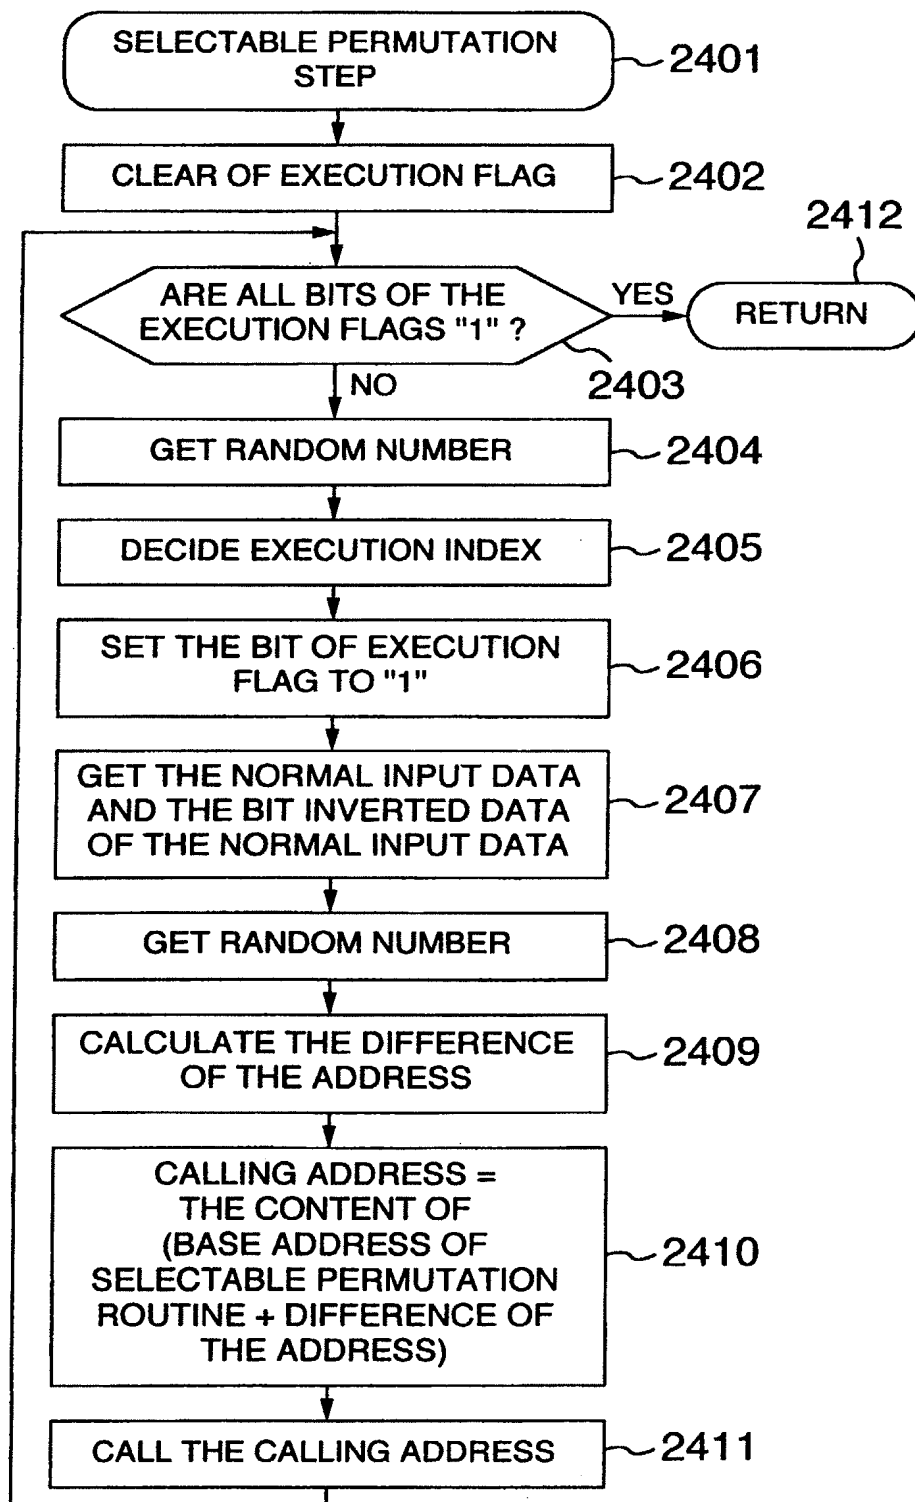 SELECTABLE PERMUTATION
STEP
2401
CLEAR OF EXECUTION FLAG
2402
2412
ARE ALL BITS OF THE
EXECUTION FLAGS "1" ?
YES
RETURN
2403
NO
GET RANDOM NUMBER
2404
DECIDE EXECUTION INDEX
2405
SET THE BIT OF EXECUTION
FLAG TO "1"
2406
GET THE NORMAL INPUT DATA
AND THE BIT INVERTED DATA
OF THE NORMAL INPUT DATA
2407
GET RANDOM NUMBER
2408
CALCULATE THE DIFFERENCE
OF THE ADDRESS
2409
CALLING ADDRESS =
THE CONTENT OF
(BASE ADDRESS OF
SELECTABLE PERMUTATION
ROUTINE + DIFFERENCE OF
THE ADDRESS)
2410
CALL THE CALLING ADDRESS
2411